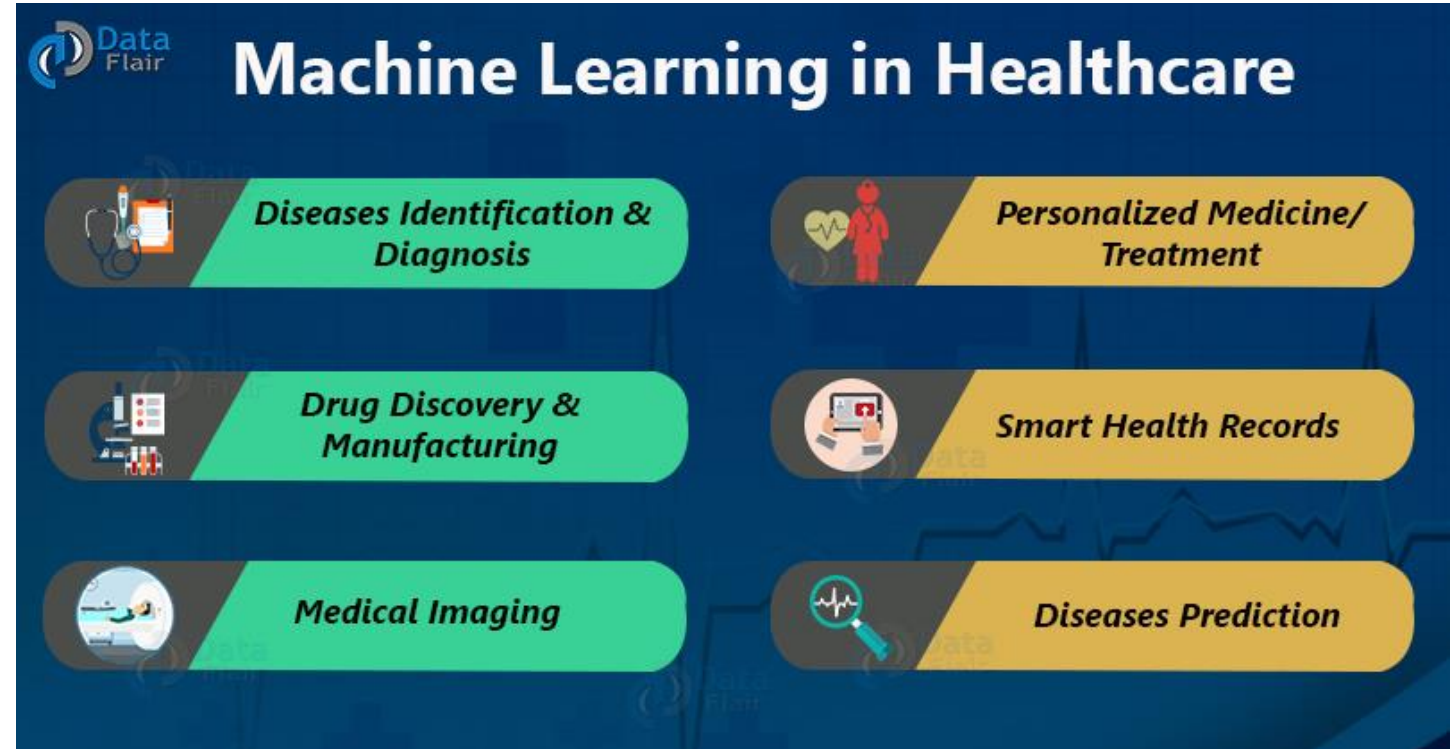 Data
Flair
Machine Learning in Healthcare
Diseases Identification &
Diagnosis
Personalized Medicine/
Treatment
Drug Discovery &
Manufacturing
Smart Health Records
Medical Imaging
Diseases Prediction